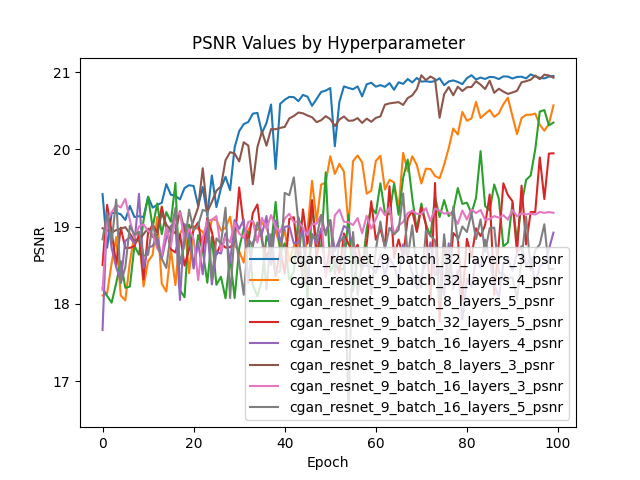 PSNR Values by Hyperparameter
21
20
19
18
17
PSNR
cgan_resnet_9_batch_32_layers_3_psnr
cgan_resnet_9_batch_32_layers_4_psnr
cgan_resnet_9_batch_8_layers_5_psnr
cgan_resnet_9_batch_32_layers_5_psnr
cgan_resnet_9_batch_16_layers_4_psnr
cgan_resnet_9_batch_8_layers_3_psnr
cgan_resnet_9_batch_16_layers_3_psnr
cgan_resnet_9_batch_16_layers_5_psnr
0 20 40 60 80 100
Epoch